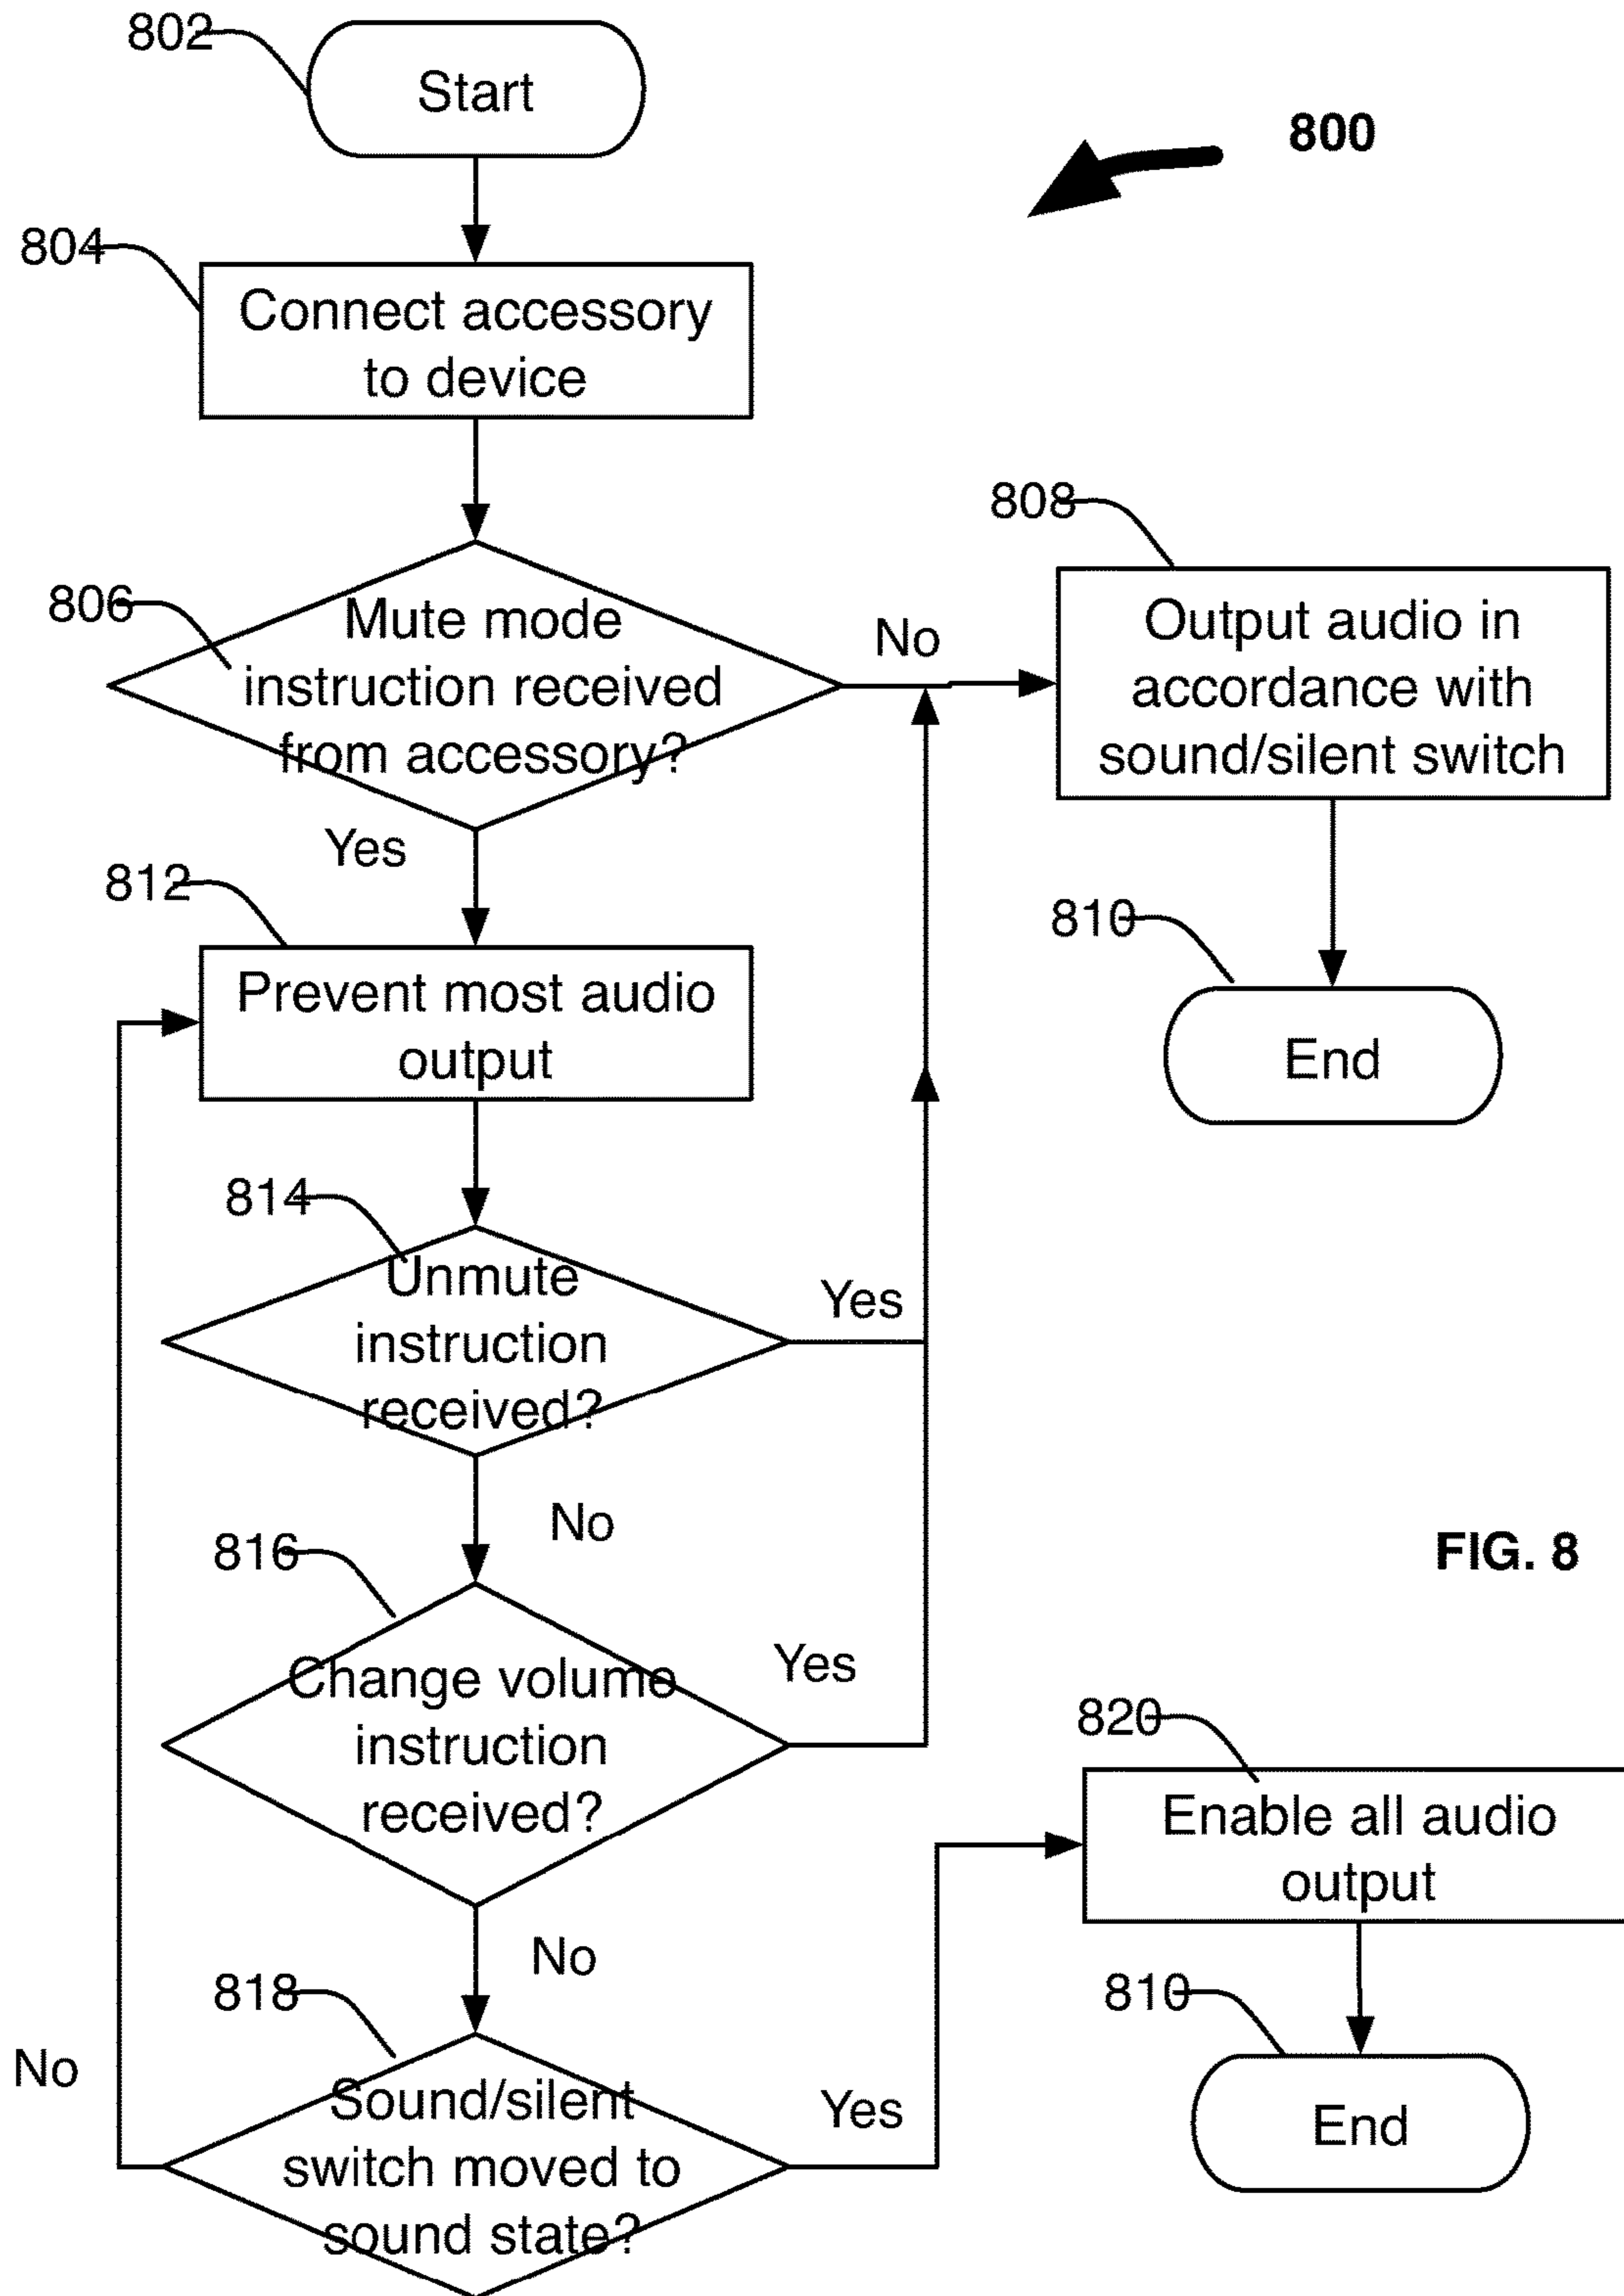 802
Start
800
804
Connect accessory
to device
808
806
Mute mode
instruction received
from accessory?
No
Output audio in
accordance with
sound/silent switch
Yes
812
810
Prevent most audio
output
End
814
Unmute
instruction
received?
Yes
No
FIG. 8
816
Change volume
instruction
received?
Yes
820
Enable all audio
output
No
818
810
No
Sound/silent
switch moved to
sound state?
Yes
End